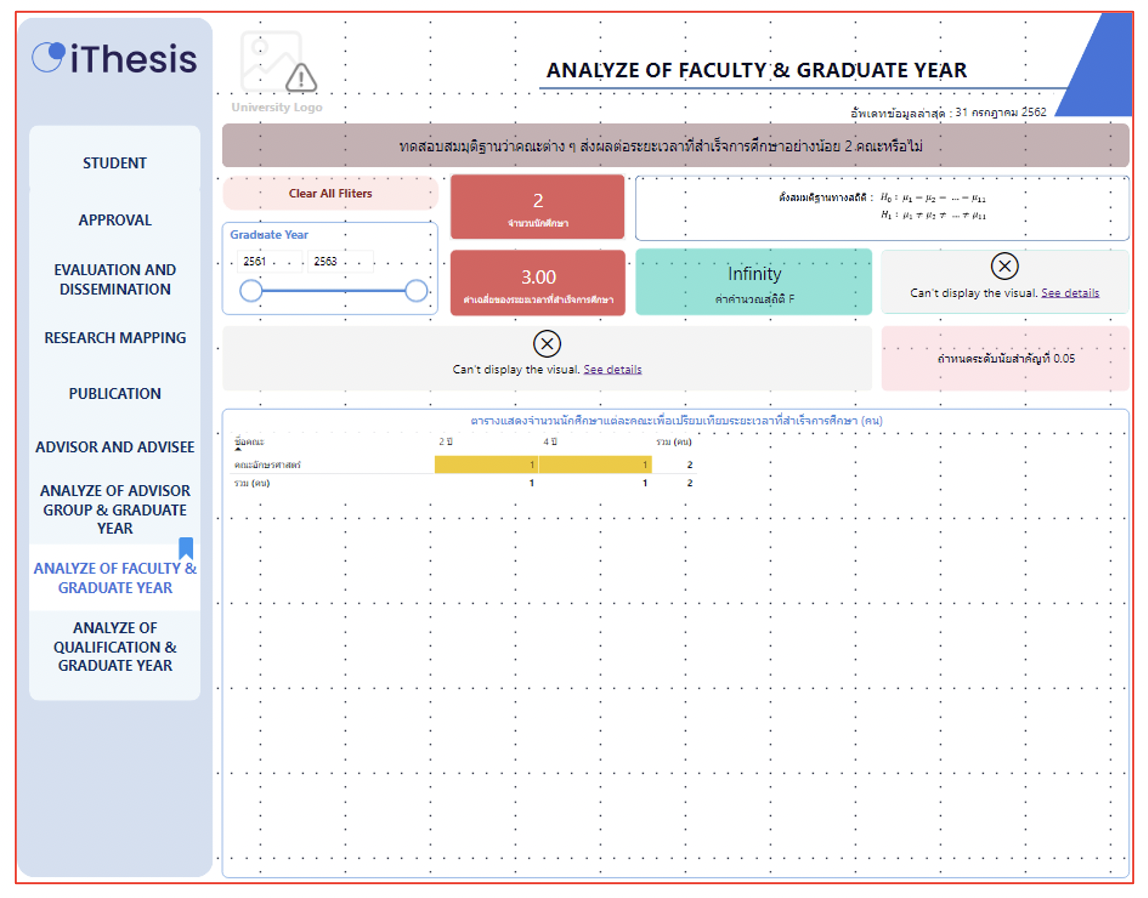 iThesis
University Logo
ANALYZE OF FACULTY & GRADUATE YEAR
อัพเดทข้อมูลล่าสุด : 31 กรกฎาคม 2562
STUDENT
APPROVAL
EVALUATION AND
DISSEMINATION
RESEARCH MAPPING
PUBLICATION
ADVISOR AND ADVISEE
ANALYZE OF ADVISOR
GROUP & GRADUATE
YEAR
ANALYZE OF FACULTY &
GRADUATE YEAR
ANALYZE OF
QUALIFICATION &
GRADUATE YEAR
ทดสอบสมมุติฐานว่าคณะต่าง ๆ ส่งผลต่อระยะเวลาที่สำเร็จการศึกษาอย่างน้อย 2 คณะหรือไม่
Clear All Fliters
Graduate Year
2561 2563
2
จำนวนนักศึกษา
3.00
ค่าเฉลี่ยของระยะเวลาที่สำเร็จการศึกษา
ตั้งสมมติฐานทางสถิติ : H₀ : μ₁ = μ₂ = ... = μ₁₁
H₁ : μ₁ ≠ μ₂ ≠ ... ≠ μ₁₁
Infinity
ค่าคำนวณสถิติ F
Can't display the visual. See details
Can't display the visual. See details
กำหนดระดับนัยสำคัญที่ 0.05
ตารางแสดงจำนวนนักศึกษาแต่ละคณะเพื่อเปรียบเทียบระยะเวลาที่สำเร็จการศึกษา (คน)
ชื่อคณะ 2 ปี 4 ปี รวม (คน)
คณะอักษรศาสตร์ 1 1 2
รวม (คน) 1 1 2